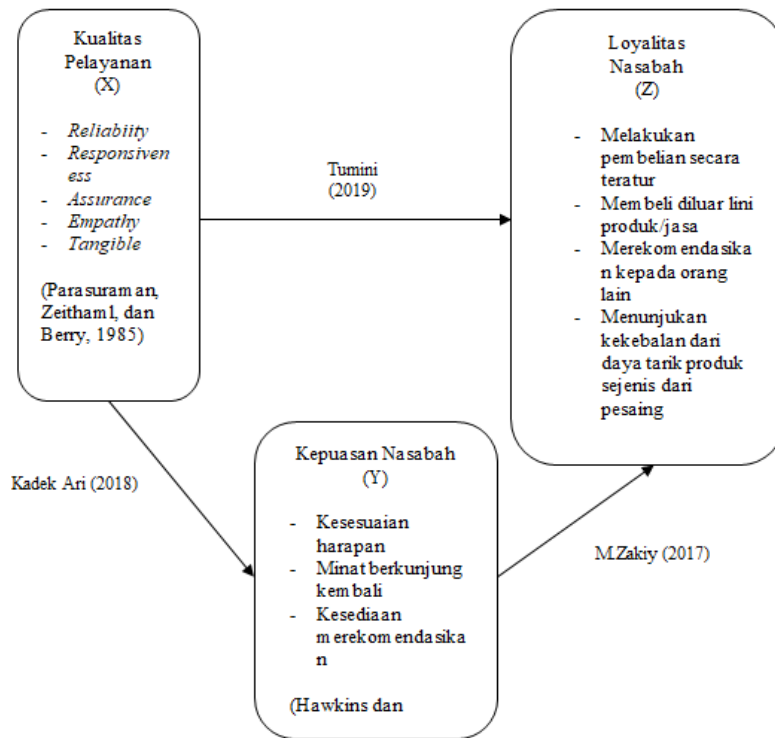 Kualitas
Pelayanan
(X)
- Reliabiity
- Responsiven
ess
- Assurance
- Empathy
- Tangible
(Parasuraman,
Zeithaml, dan
Berry, 1985)
Tumini
(2019)
Loyalitas
Nasabah
(Z)
- Melakukan
pembelian secara
teratur
- Membeli diluar lini
produk/jasa
- Merekomendasika
n kepada orang
lain
- Menunjukan
kekebalan dari
daya tarik produk
sejenis dari
pesaing
Kadek Ari (2018)
Kepuasan Nasabah
(Y)
- Kesesuaian
harapan
- Minat berkunjung
kembali
- Kesediaan
merekomendasika
n
(Hawkins dan
M.Zakiy (2017)